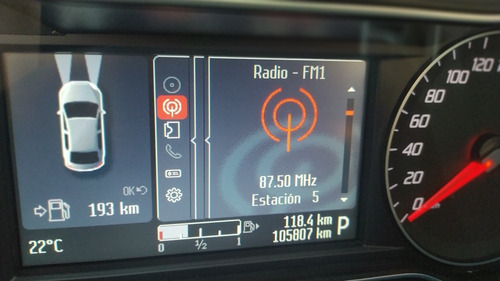 Radio - FM1
OK
193 km
87.50 MHz
Estación 5
22°C
0 ½ 1
118.4 km
105807 km
P
0
20
40
60
80
100
120